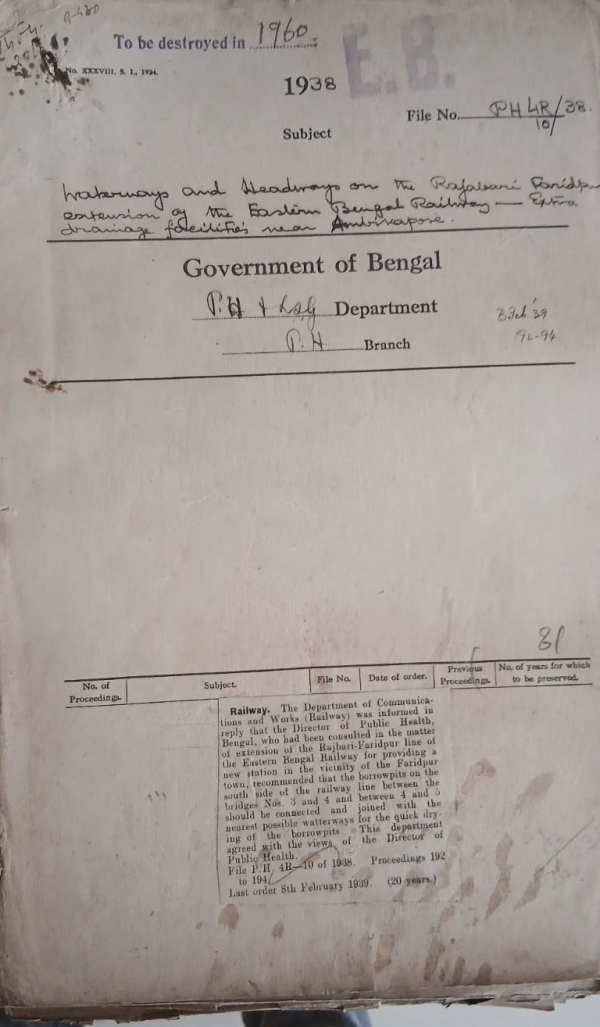 To be destroyed in 1960.
E.B.
No. XXXVIII, S. I., 1934.
1938
File No. PH 4R/38.
10
Subject
Waterways and Headways on the Rajabari Faridpu
extension of the Eastern Bengal Railway — Extra
drainage facilities near Ambikapore.
Government of Bengal
P.H & LSG Department
3 Feb '39
192-94
P.H Branch
81
No. of Proceedings.
Subject.
File No.
Date of order.
Previous Proceedings.
No. of years for which to be preserved.
Railway. The Department of Communica-
tions and Works (Railway) was informed in
reply that the Director of Public Health,
Bengal, who had been consulted in the matter
of extension of the Rajbari-Faridpur line of
the Eastern Bengal Railway for providing a
new station in the vicinity of the Faridpur
town, recommended that the borrowpits on the
south side of the railway line between the
bridges Nos. 3 and 4 and between 4 and 5
should be connected and joined with the
nearest possible watterways for the quick dry-
ing of the borrowpits. This department
agreed with the views of the Director of
Public Health.
File P.H. 4R—10 of 1938. Proceedings 192
to 194.
Last order 8th February 1939. (20 years.)